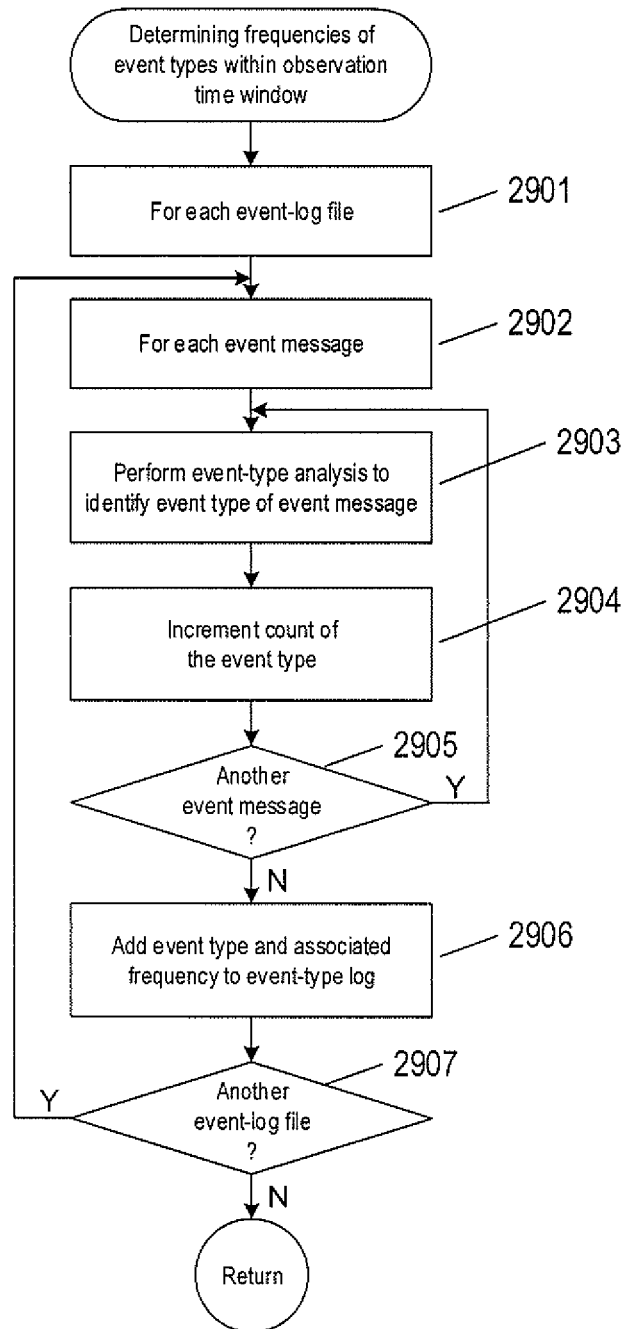 Determining frequencies of
event types within observation
time window
For each event-log file
2901
For each event message
2902
Perform event-type analysis to
identify event type of event message
2903
Increment count of
the event type
2904
2905
Another
event message
?
Y
N
Add event type and associated
frequency to event-type log
2906
2907
Another
event-log file
?
Y
N
Return